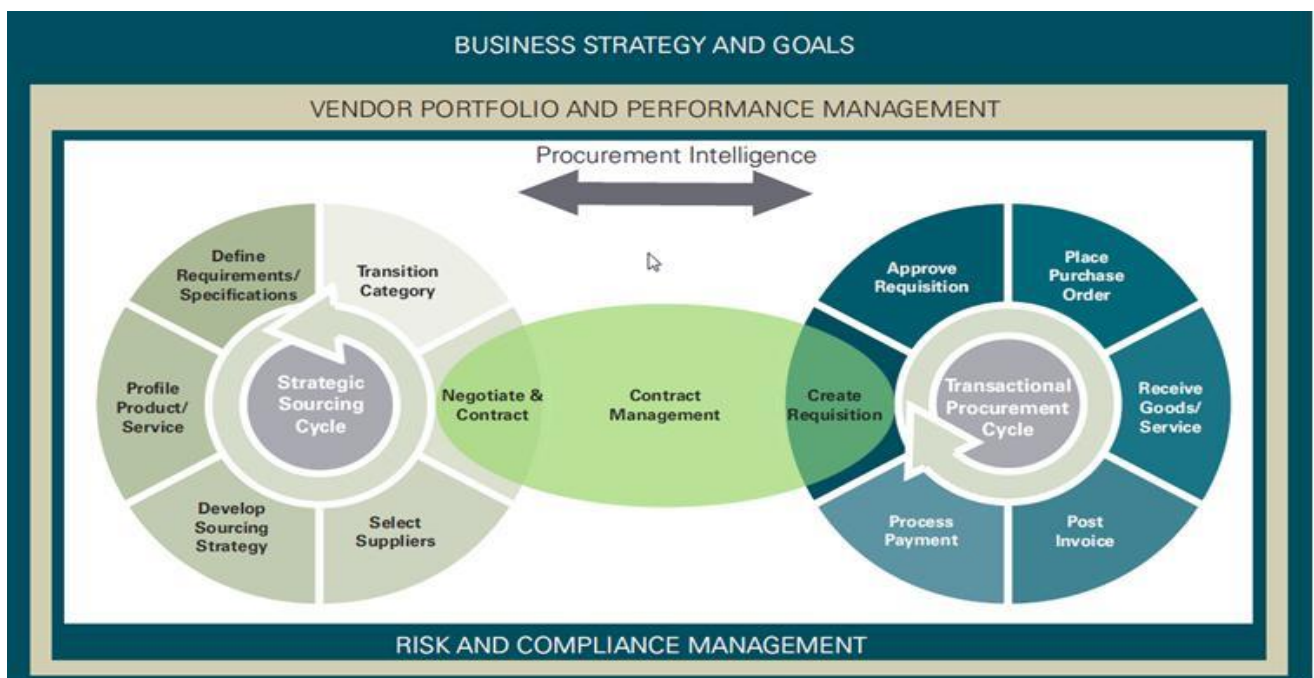 BUSINESS STRATEGY AND GOALS
VENDOR PORTFOLIO AND PERFORMANCE MANAGEMENT
Procurement Intelligence
Define
Requirements/
Specifications
Transition
Category
Profile
Product/
Service
Strategic
Sourcing
Cycle
Negotiate &
Contract
Develop
Sourcing
Strategy
Select
Suppliers
Contract
Management
Approve
Requisition
Place
Purchase
Order
Create
Requisition
Transactional
Procurement
Cycle
Receive
Goods/
Service
Process
Payment
Post
Invoice
RISK AND COMPLIANCE MANAGEMENT